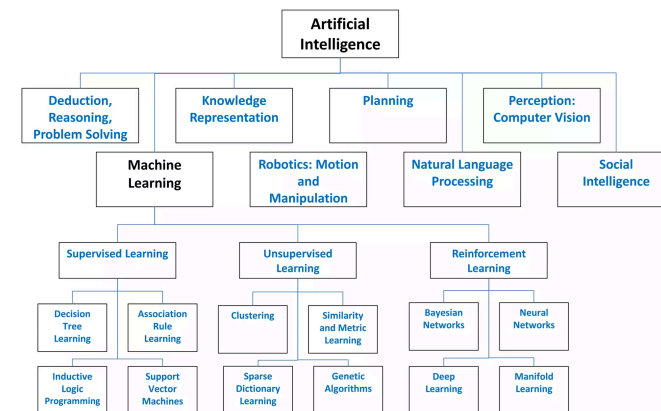 Artificial
Intelligence
Deduction,
Reasoning,
Problem Solving
Knowledge
Representation
Planning
Perception:
Computer Vision
Machine
Learning
Robotics: Motion
and
Manipulation
Natural Language
Processing
Social
Intelligence
Supervised Learning
Unsupervised
Learning
Reinforcement
Learning
Decision
Tree
Learning
Association
Rule
Learning
Clustering
Similarity
and Metric
Learning
Bayesian
Networks
Neural
Networks
Inductive
Logic
Programming
Support
Vector
Machines
Sparse
Dictionary
Learning
Genetic
Algorithms
Deep
Learning
Manifold
Learning